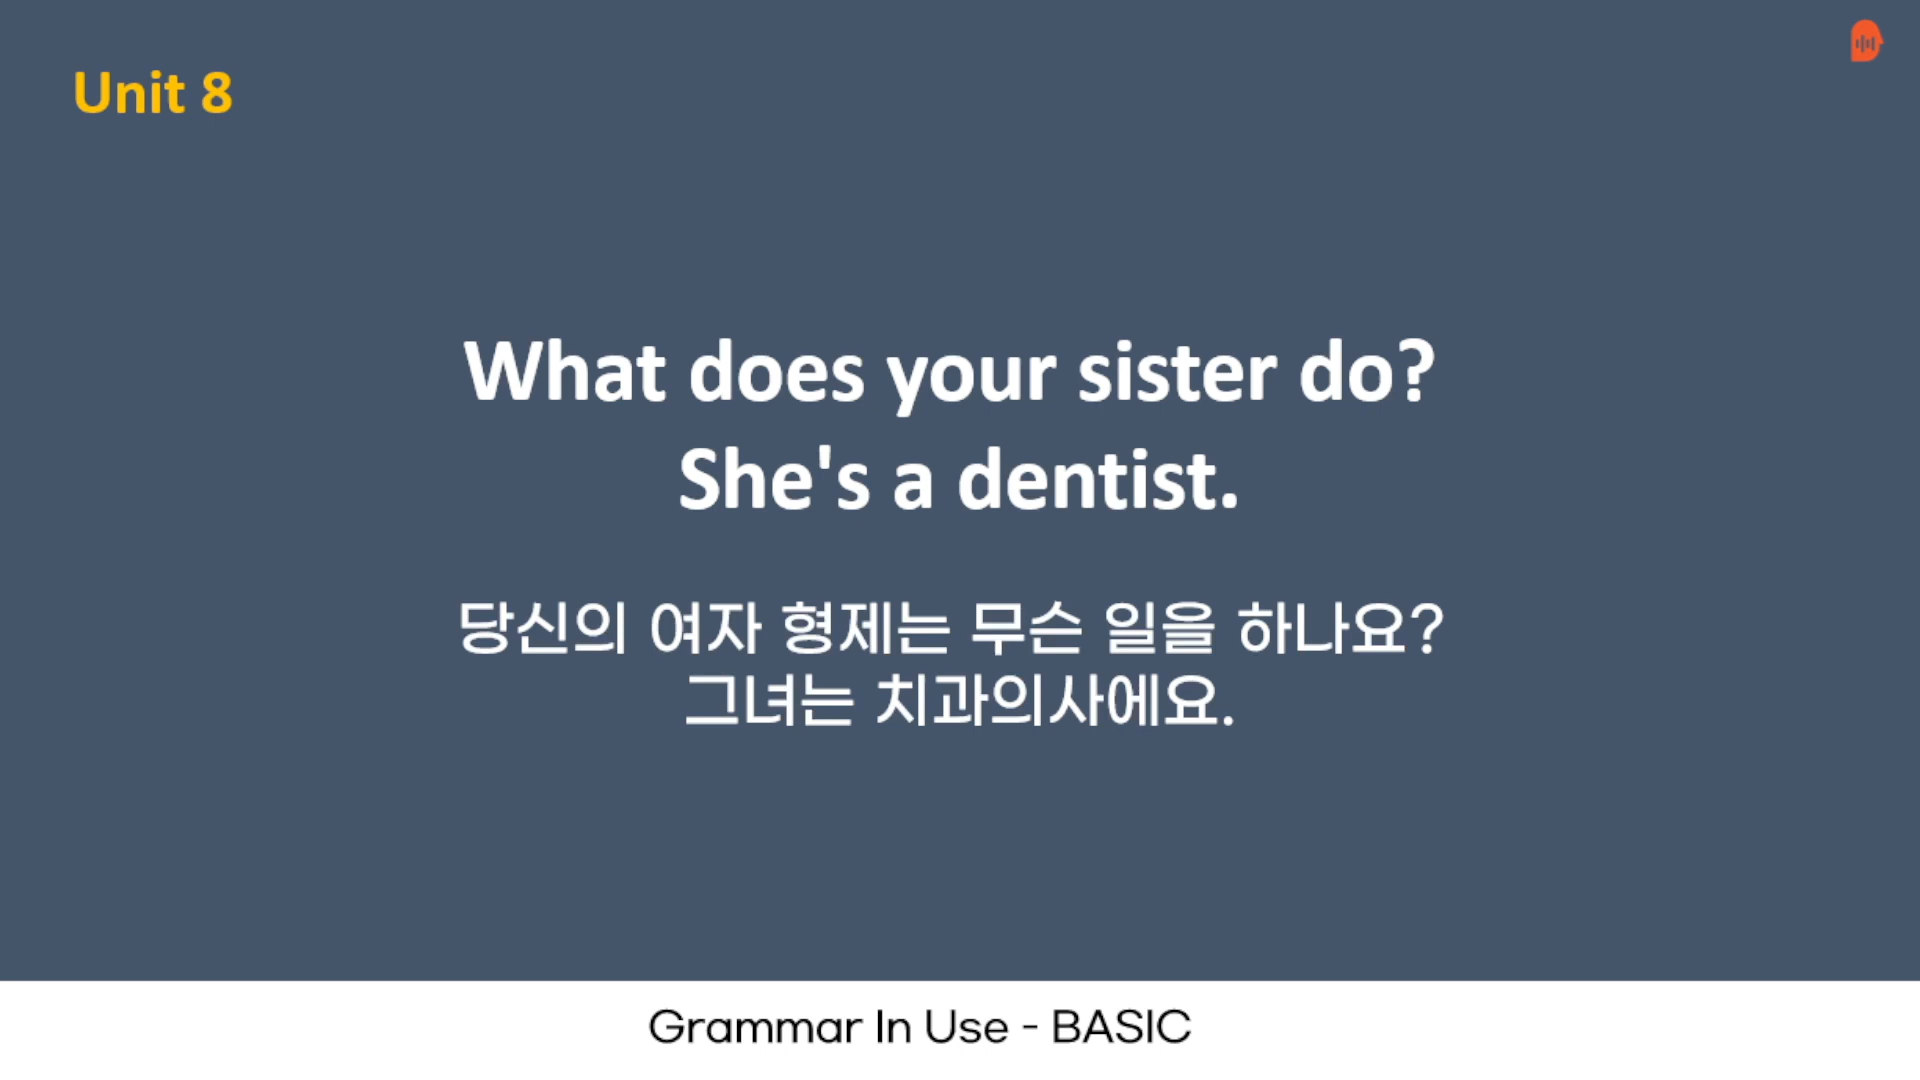 Unit 8
What does your sister do?
She's a dentist.
당신의 여자 형제는 무슨 일을 하나요?
그녀는 치과의사에요.
Grammar In Use - BASIC